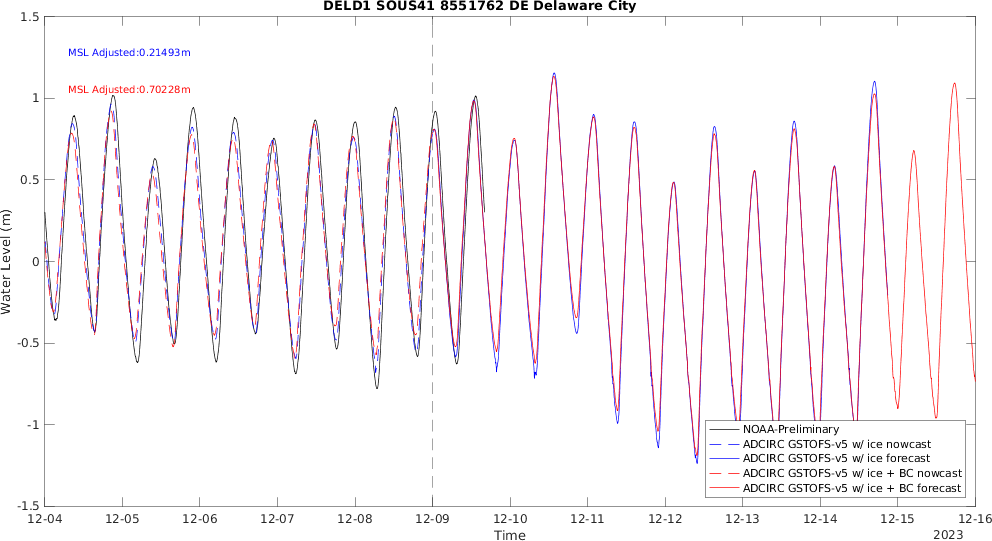 DELD1 SOUS41 8551762 DE Delaware City
1.5
MSL Adjusted:0.21493m
MSL Adjusted:0.70228m
1
0.5
0
-0.5
-1
-1.5
Water Level (m)
NOAA-Preliminary
ADCIRC GSTOFS-v5 w/ ice nowcast
ADCIRC GSTOFS-v5 w/ ice forecast
ADCIRC GSTOFS-v5 w/ ice + BC nowcast
ADCIRC GSTOFS-v5 w/ ice + BC forecast
12-04 12-05 12-06 12-07 12-08 12-09 12-10 12-11 12-12 12-13 12-14 12-15 12-16
Time
2023